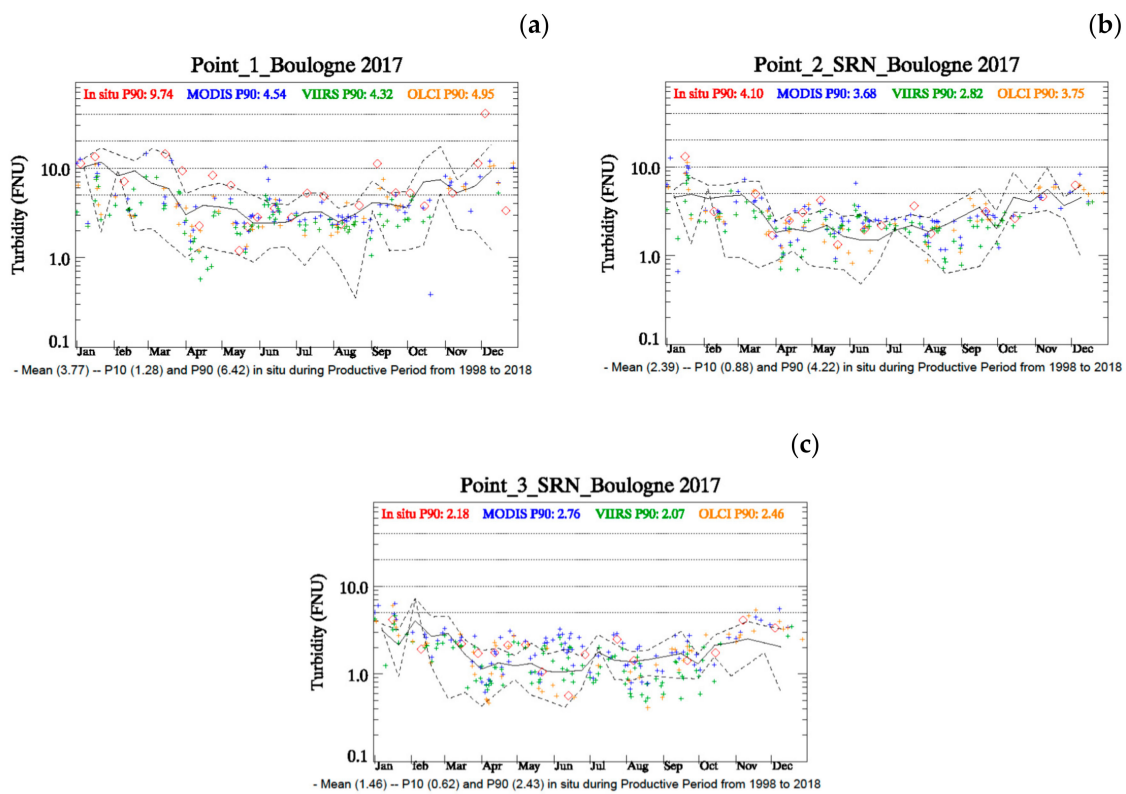 (a)
Point_1_Boulogne 2017
In situ P90: 9.74 MODIS P90: 4.54 VIIRS P90: 4.32 OLCI P90: 4.95
Turbidity (FNU)
10.0
1.0
0.1
Jan feb Mar Apr May Jun Jul Aug Sep Oct Nov Dec
- Mean (3.77) -- P10 (1.28) and P90 (6.42) in situ during Productive Period from 1998 to 2018
(b)
Point_2_SRN_Boulogne 2017
In situ P90: 4.10 MODIS P90: 3.68 VIIRS P90: 2.82 OLCI P90: 3.75
Turbidity (FNU)
10.0
1.0
0.1
Jan feb Mar Apr May Jun Jul Aug Sep Oct Nov Dec
- Mean (2.39) -- P10 (0.88) and P90 (4.22) in situ during Productive Period from 1998 to 2018
(c)
Point_3_SRN_Boulogne 2017
In situ P90: 2.18 MODIS P90: 2.76 VIIRS P90: 2.07 OLCI P90: 2.46
Turbidity (FNU)
10.0
1.0
0.1
Jan feb Mar Apr May Jun Jul Aug Sep Oct Nov Dec
- Mean (1.46) -- P10 (0.62) and P90 (2.43) in situ during Productive Period from 1998 to 2018